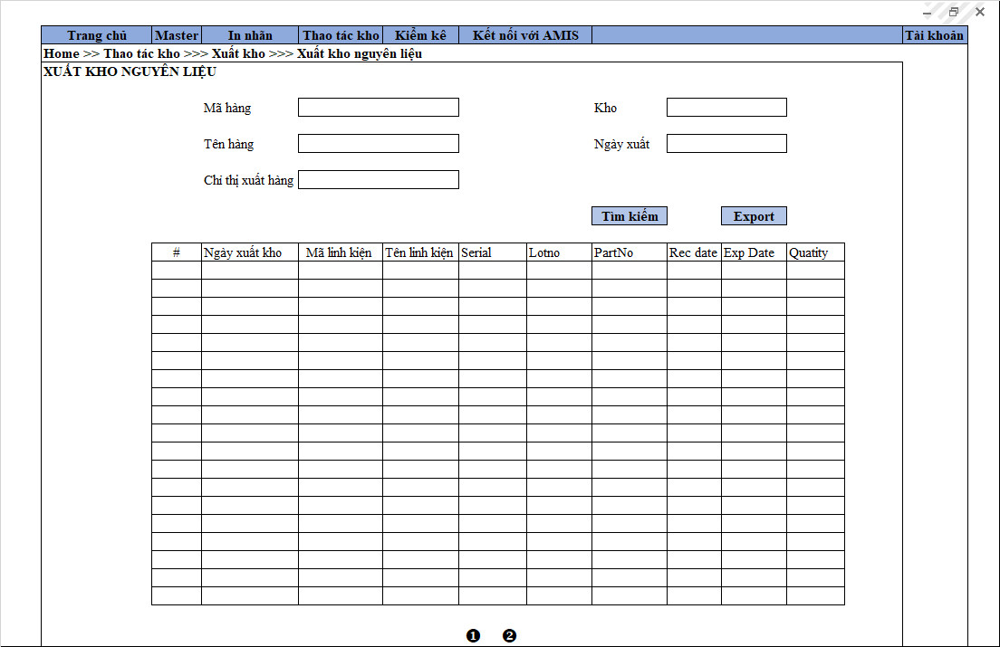 Trang chủ Master In nhãn Thao tác kho Kiểm kê Kết nối với AMIS Tài khoản
Home >> Thao tác kho >>> Xuất kho >>> Xuất kho nguyên liệu
XUẤT KHO NGUYÊN LIỆU
Mã hàng Kho
Tên hàng Ngày xuất
Chỉ thị xuất hàng
Tìm kiếm Export
# Ngày xuất kho Mã linh kiện Tên linh kiện Serial Lotno PartNo Rec date Exp Date Quatity
❶ ❷